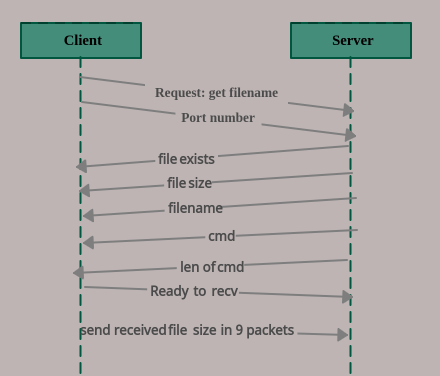 Client
Server
Request: get filename
Port number
file exists
file size
filename
cmd
len of cmd
Ready to recv
send received file size in 9 packets